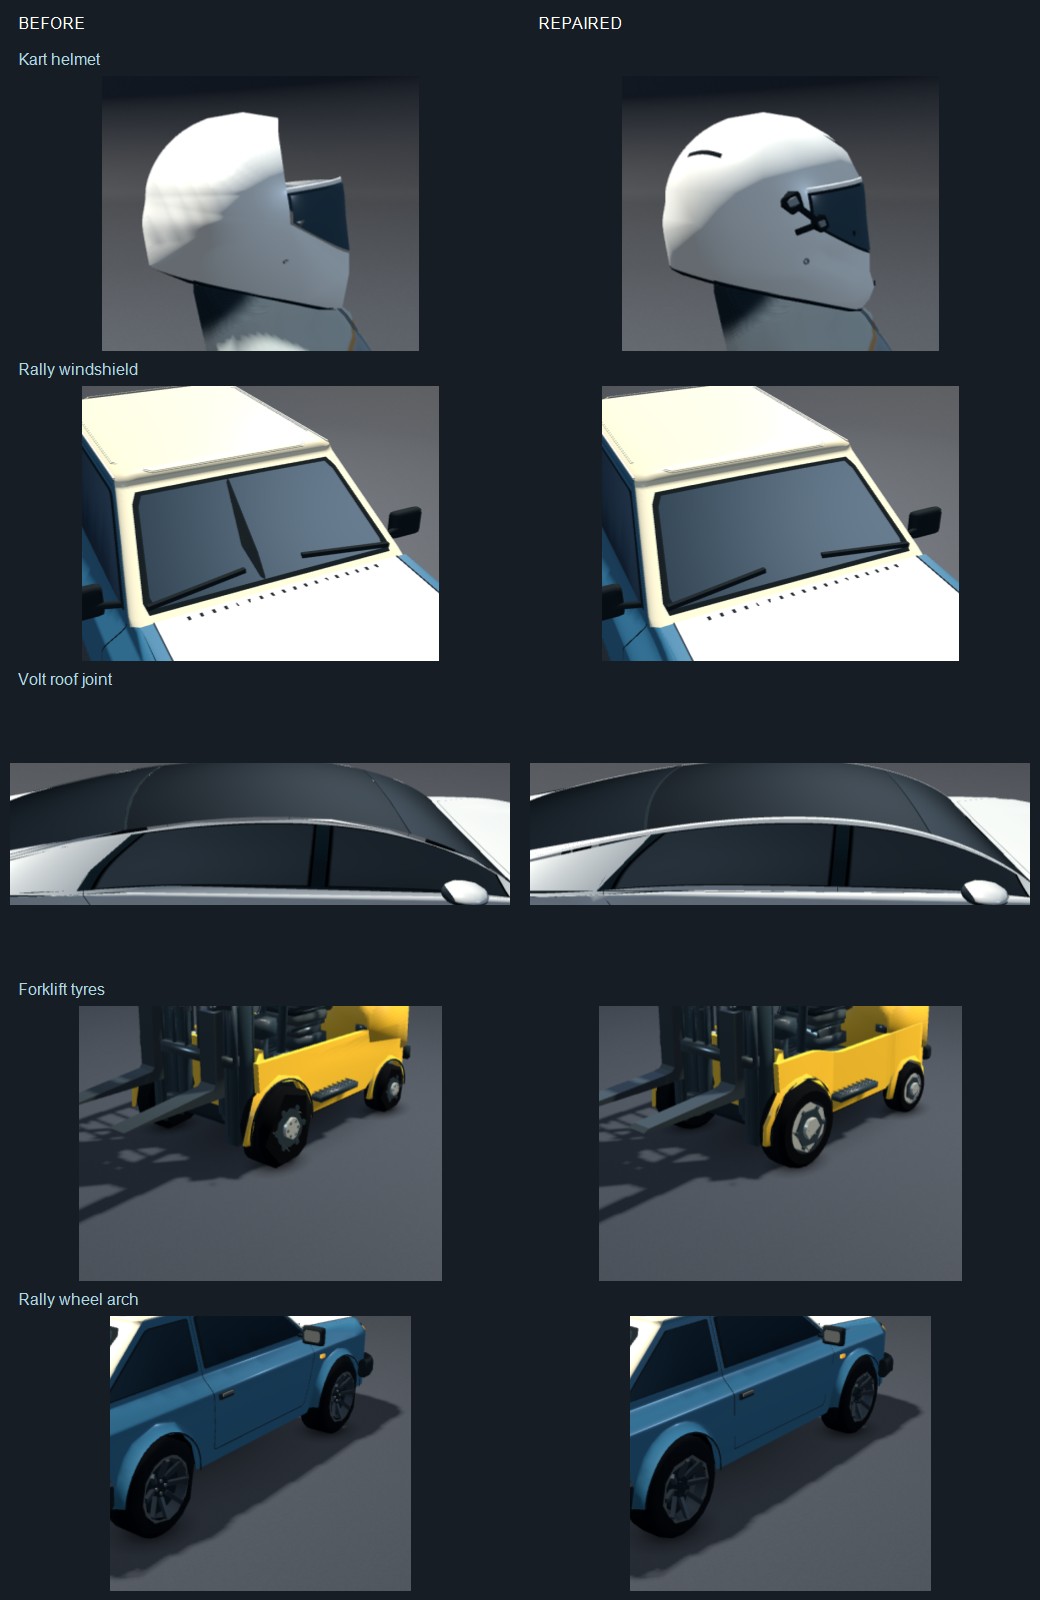 BEFORE
REPAIRED
Kart helmet
Rally windshield
Volt roof joint
Forklift tyres
Rally wheel arch